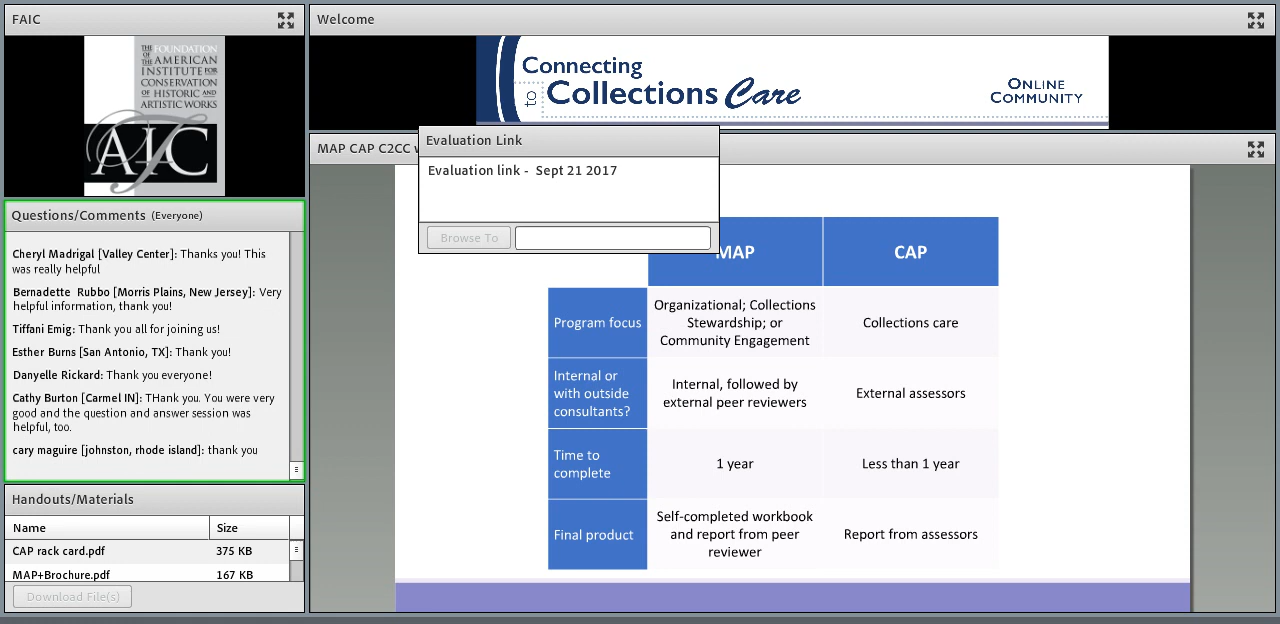 FAIC
THE FOUNDATION
OF THE AMERICAN
INSTITUTE FOR
CONSERVATION
OF HISTORIC AND
ARTISTIC WORKS
AIC
Questions/Comments (Everyone)
Cheryl Madrigal [Valley Center]: Thanks you! This
was really helpful
Bernadette Rubbo [Morris Plains, New Jersey]: Very
helpful information, thank you!
Tiffani Emig: Thank you all for joining us!
Esther Burns [San Antonio, TX]: Thank you!
Danyelle Rickard: Thank you everyone!
Cathy Burton [Carmel IN]: THank you. You were very
good and the question and answer session was
helpful, too.
cary maguire [johnston, rhode island]: thank you
Handouts/Materials
Name Size
CAP rack card.pdf 375 KB
MAP+Brochure.pdf 167 KB
Download File(s)
Welcome
Connecting
to Collections Care
ONLINE
COMMUNITY
MAP CAP C2CC
Evaluation Link
Evaluation link - Sept 21 2017
Browse To
MAP CAP
Program focus
Organizational; Collections
Stewardship; or
Community Engagement
Collections care
Internal or
with outside
consultants?
Internal, followed by
external peer reviewers
External assessors
Time to
complete
1 year
Less than 1 year
Final product
Self-completed workbook
and report from peer
reviewer
Report from assessors